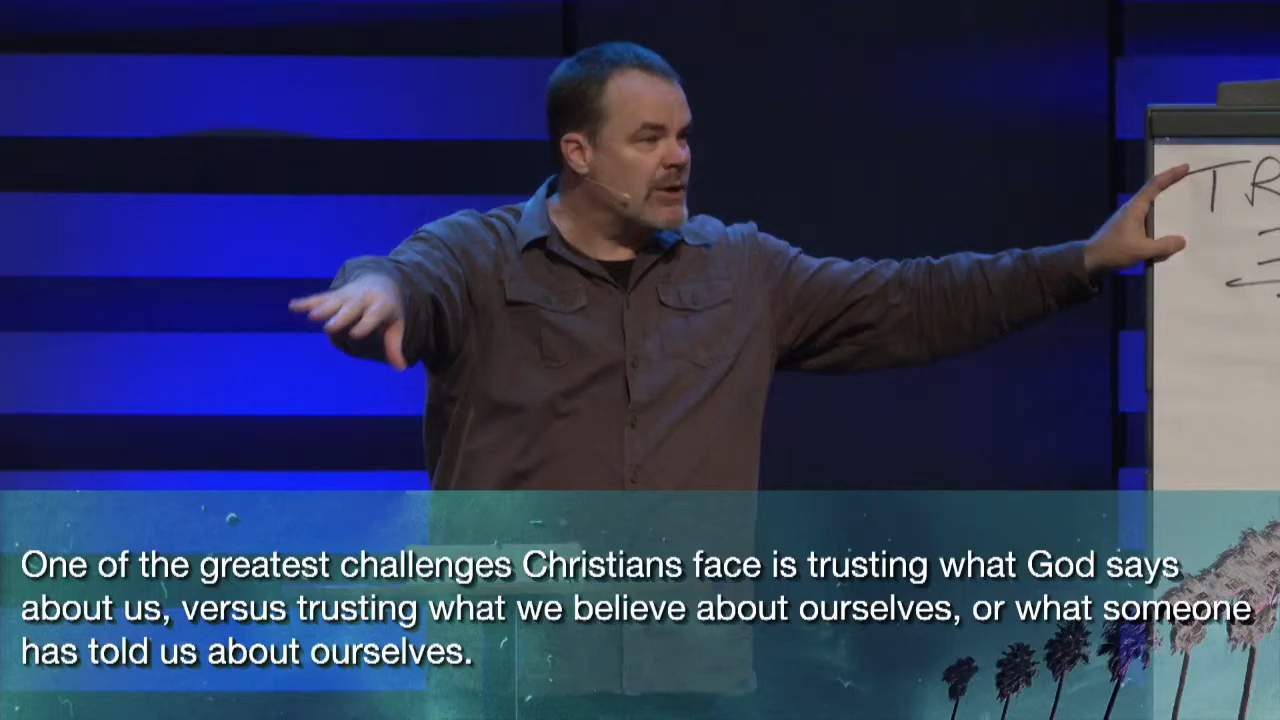 TR
One of the greatest challenges Christians face is trusting what God says
about us, versus trusting what we believe about ourselves, or what someone
has told us about ourselves.